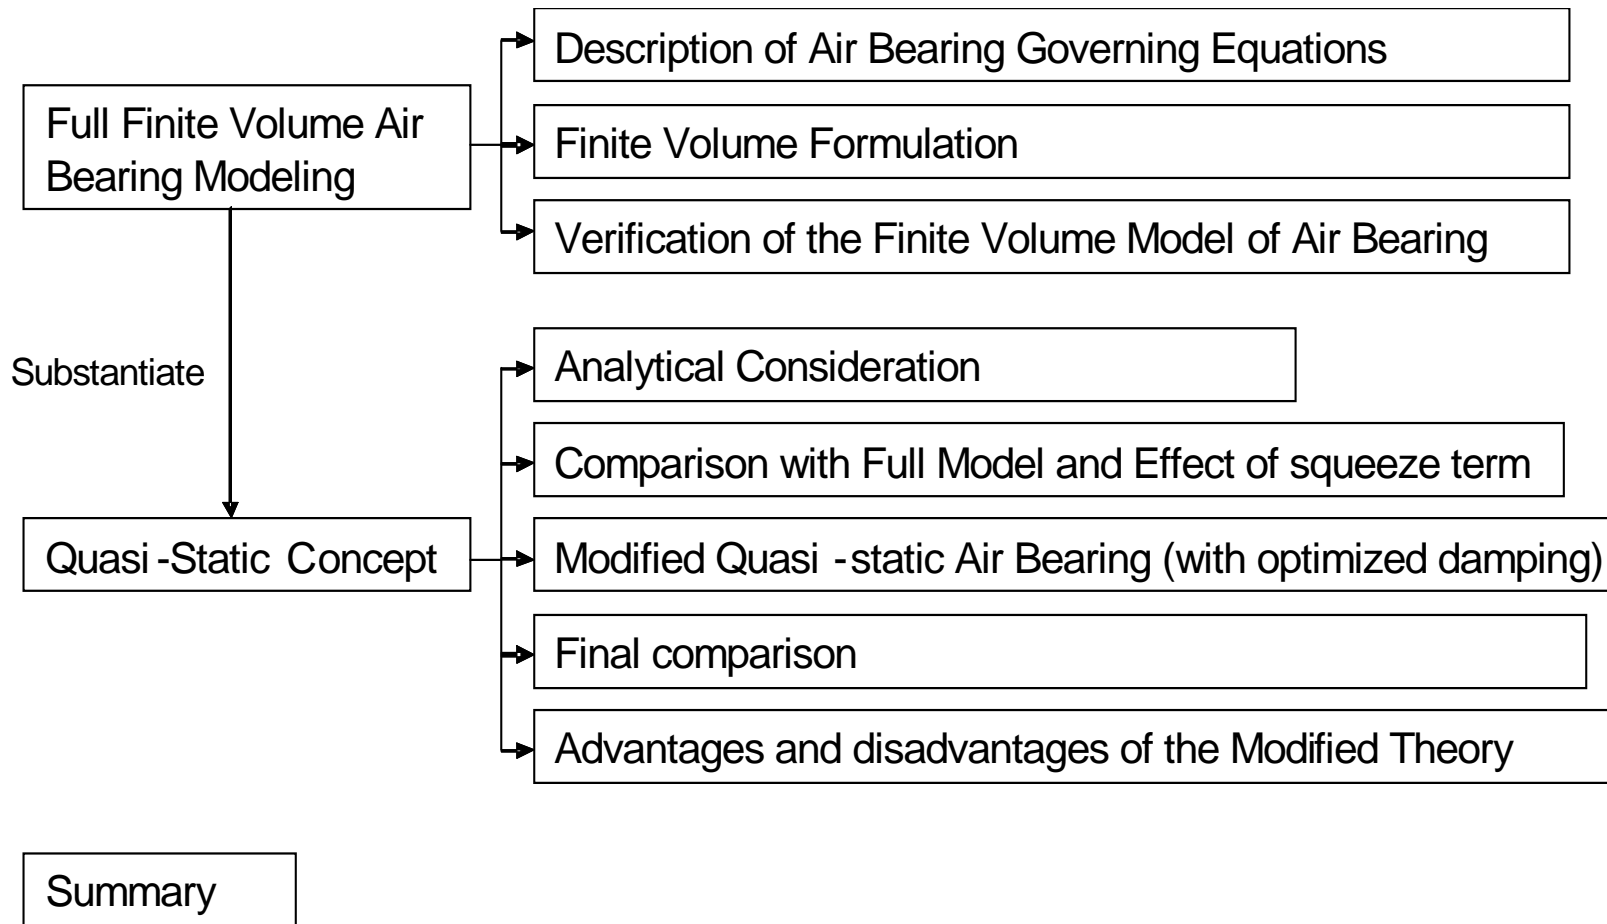 Description of Air Bearing Governing Equations
Full Finite Volume Air
Bearing Modeling
Finite Volume Formulation
Verification of the Finite Volume Model of Air Bearing
Substantiate
Analytical Consideration
Comparison with Full Model and Effect of squeeze term
Quasi-Static Concept
Modified Quasi-static Air Bearing (with optimized damping)
Final comparison
Advantages and disadvantages of the Modified Theory
Summary